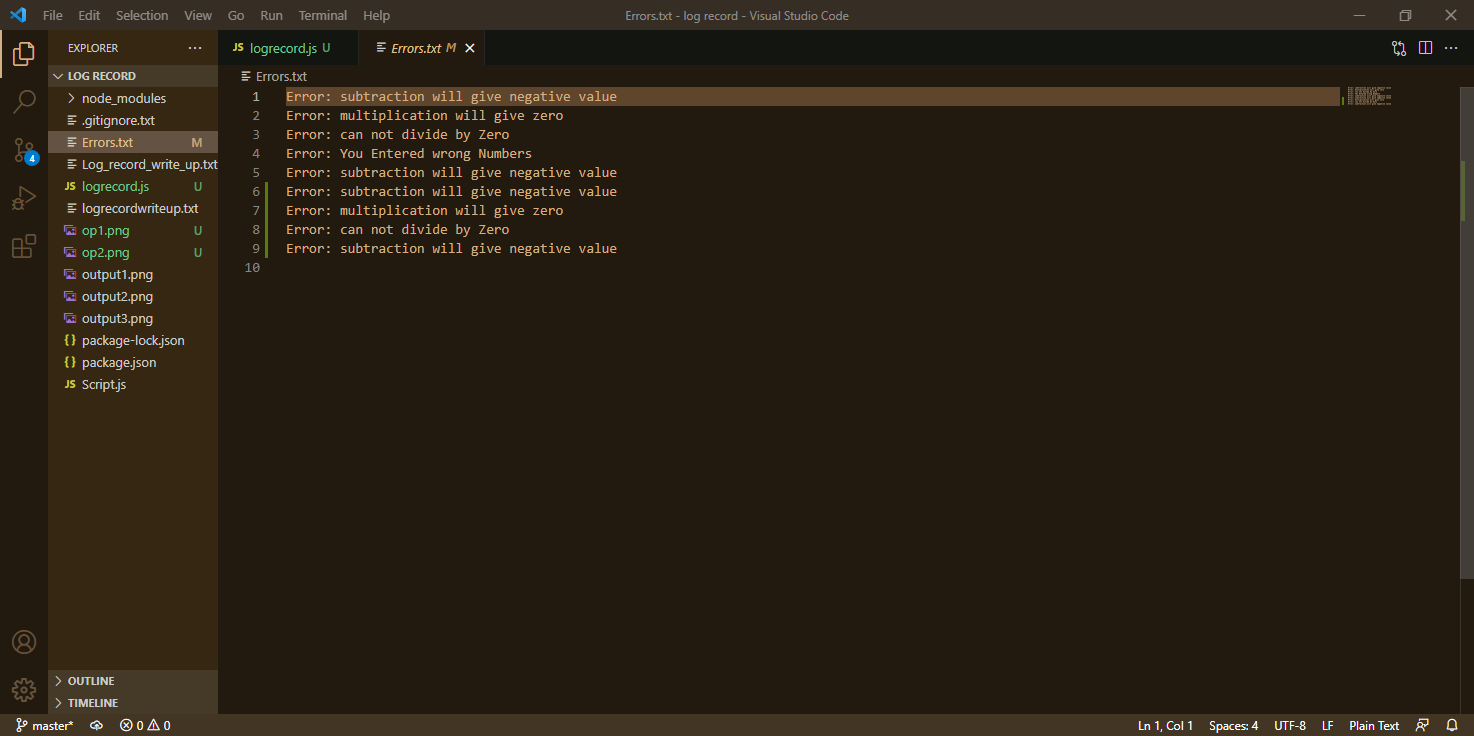 File Edit Selection View Go Run Terminal Help
Errors.txt - log record - Visual Studio Code
EXPLORER
LOG RECORD
node_modules
.gitignore.txt
Errors.txt M
Log_record_write_up.txt
JS logrecord.js U
logrecordwriteup.txt
op1.png U
op2.png U
output1.png
output2.png
output3.png
{} package-lock.json
{} package.json
JS Script.js
OUTLINE
TIMELINE
4
JS logrecord.js U
Errors.txt M
Errors.txt
1 Error: subtraction will give negative value
2 Error: multiplication will give zero
3 Error: can not divide by Zero
4 Error: You Entered wrong Numbers
5 Error: subtraction will give negative value
6 Error: subtraction will give negative value
7 Error: multiplication will give zero
8 Error: can not divide by Zero
9 Error: subtraction will give negative value
10
master* 0 0
Ln 1, Col 1 Spaces: 4 UTF-8 LF Plain Text